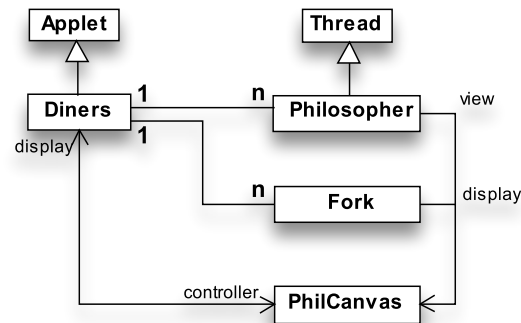 Applet
Thread
Diners
1
n
Philosopher
view
1
display
n
Fork
display
controller
PhilCanvas